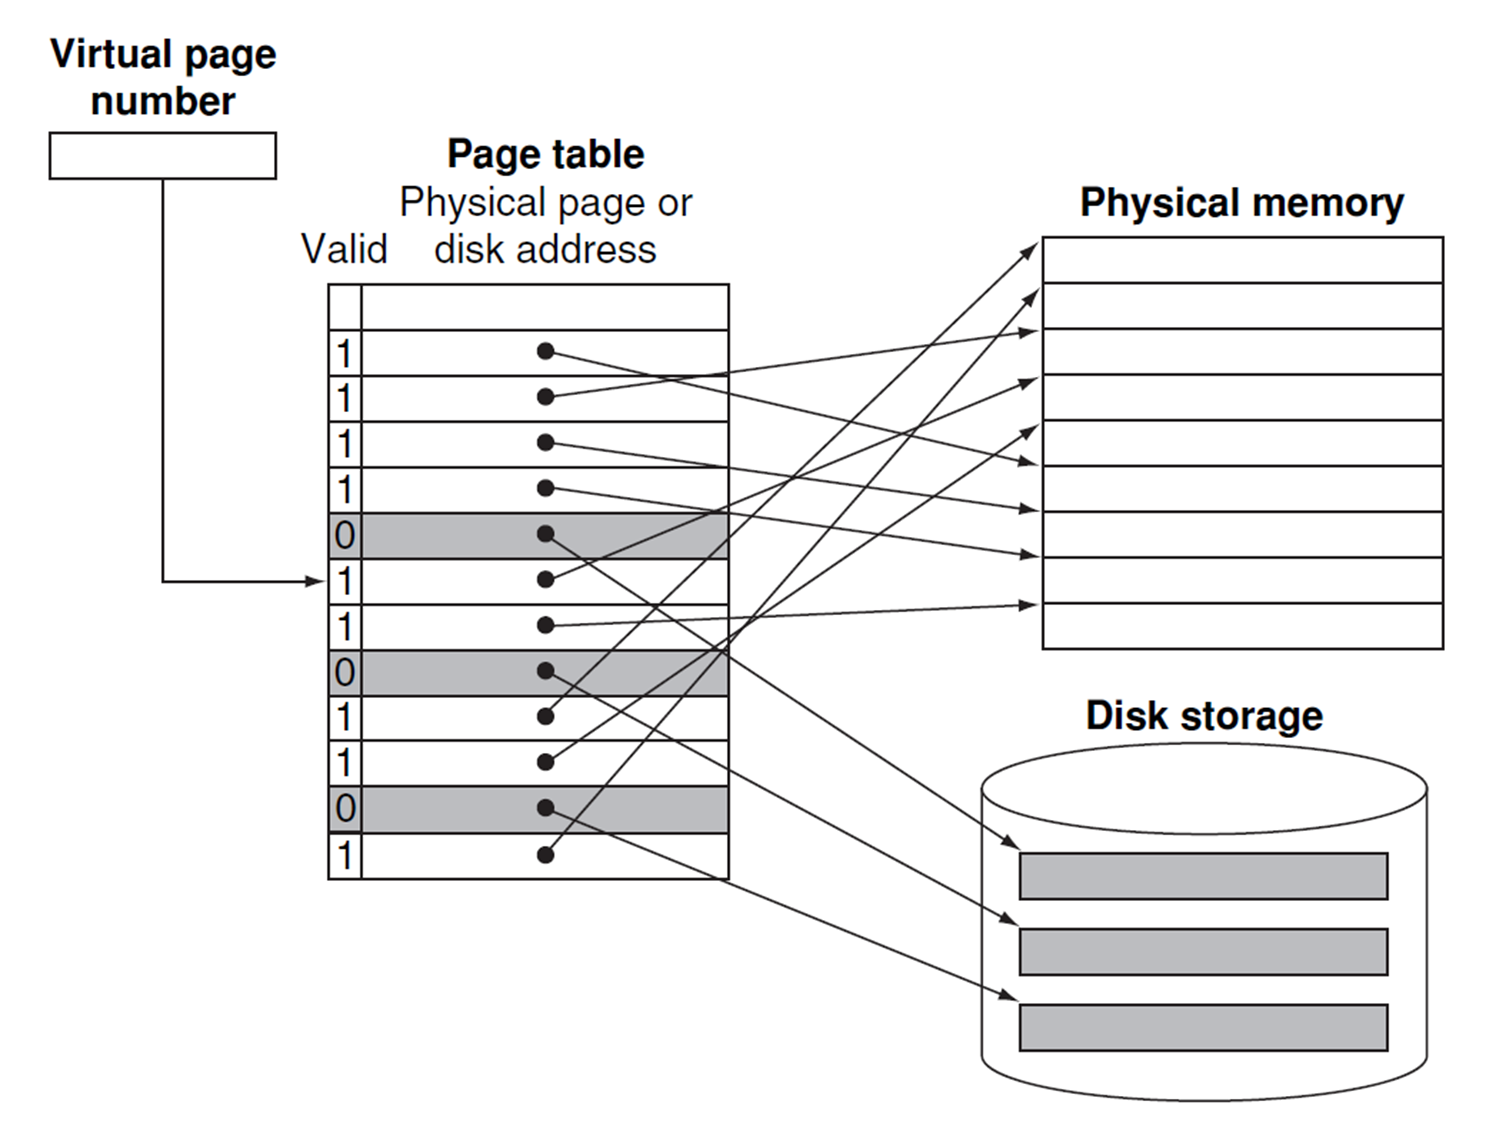 Virtual page
number
Page table
Physical page or
Valid disk address
1
1
1
1
0
1
1
0
1
1
0
1
Physical memory
Disk storage